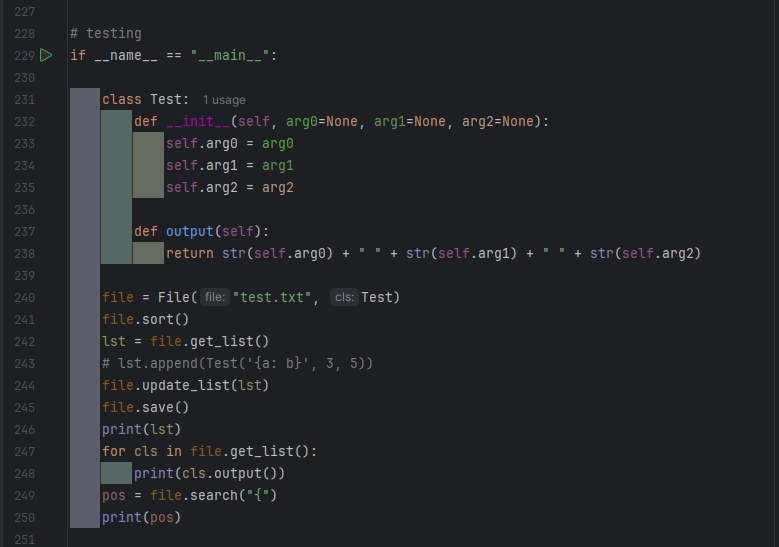 227
228 # testing
229 if __name__ == "__main__":
230
231 class Test: 1 usage
232 def __init__(self, arg0=None, arg1=None, arg2=None):
233 self.arg0 = arg0
234 self.arg1 = arg1
235 self.arg2 = arg2
236
237 def output(self):
238 return str(self.arg0) + " " + str(self.arg1) + " " + str(self.arg2)
239
240 file = File( file: "test.txt", cls: Test)
241 file.sort()
242 lst = file.get_list()
243 # lst.append(Test('{a: b}', 3, 5))
244 file.update_list(lst)
245 file.save()
246 print(lst)
247 for cls in file.get_list():
248 print(cls.output())
249 pos = file.search("{")
250 print(pos)
251